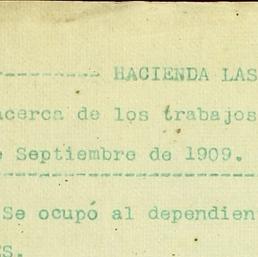 ---------- HACIENDA LAS
acerca de los trabajos
e Septiembre de 1909.
Se ocupó al dependien